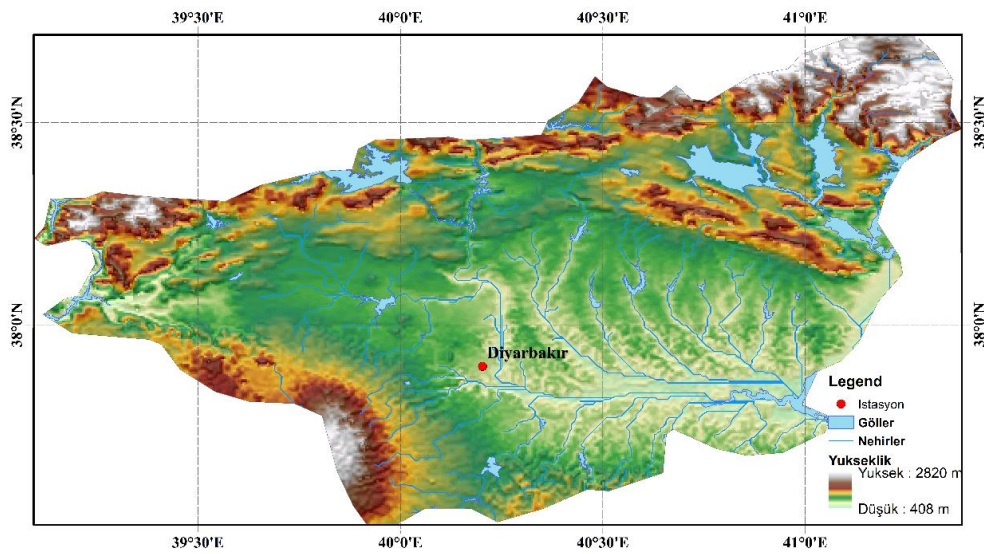 39°30'E 40°0'E 40°30'E 41°0'E
38°30'N 38°30'N
38°0'N 38°0'N
Diyarbakır
Legend
Istasyon
Göller
Nehirler
Yukseklik
Yuksek : 2820 m
Düşük : 408 m
39°30'E 40°0'E 40°30'E 41°0'E